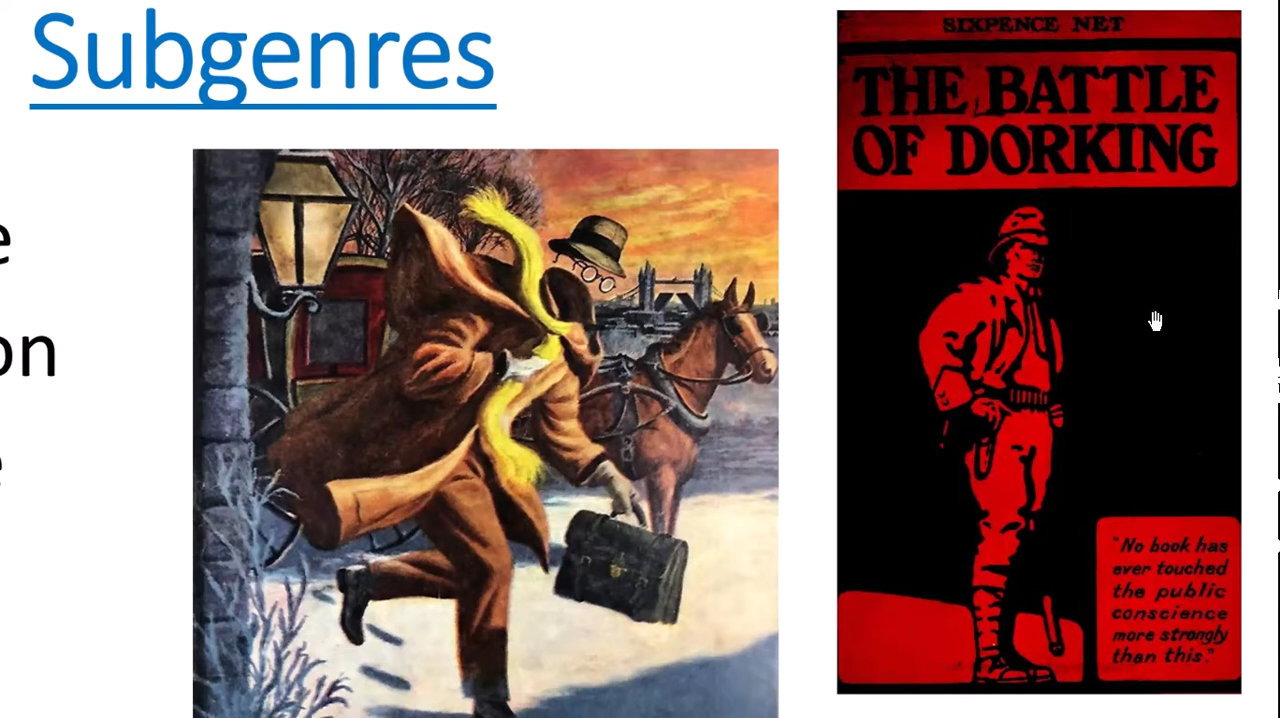 Subgenres
e
on
e
SIXPENCE NET
THE BATTLE
OF DORKING
"No book has
ever touched
the public
conscience
more strongly
than this."